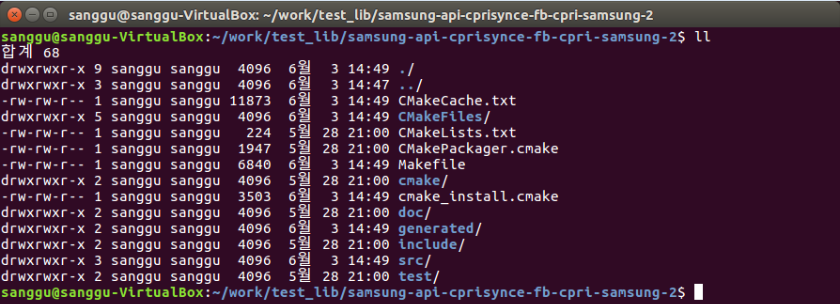 sanggu@sanggu-VirtualBox: ~/work/test_lib/samsung-api-cprisynce-fb-cpri-samsung-2
sanggu@sanggu-VirtualBox:~/work/test_lib/samsung-api-cprisynce-fb-cpri-samsung-2$ ll
합계 68
drwxrwxr-x 9 sanggu sanggu  4096  6월  3 14:49 ./
drwxrwxr-x 3 sanggu sanggu  4096  6월  3 14:47 ../
-rw-rw-r-- 1 sanggu sanggu 11873  6월  3 14:49 CMakeCache.txt
drwxrwxr-x 5 sanggu sanggu  4096  6월  3 14:49 CMakeFiles/
-rw-rw-r-- 1 sanggu sanggu   224  5월 28 21:00 CMakeLists.txt
-rw-rw-r-- 1 sanggu sanggu  1947  5월 28 21:00 CMakePackager.cmake
-rw-rw-r-- 1 sanggu sanggu  6840  6월  3 14:49 Makefile
drwxrwxr-x 2 sanggu sanggu  4096  5월 28 21:00 cmake/
-rw-rw-r-- 1 sanggu sanggu  3503  6월  3 14:49 cmake_install.cmake
drwxrwxr-x 2 sanggu sanggu  4096  5월 28 21:00 doc/
drwxrwxr-x 2 sanggu sanggu  4096  6월  3 14:49 generated/
drwxrwxr-x 2 sanggu sanggu  4096  5월 28 21:00 include/
drwxrwxr-x 3 sanggu sanggu  4096  6월  3 14:49 src/
drwxrwxr-x 2 sanggu sanggu  4096  5월 28 21:00 test/
sanggu@sanggu-VirtualBox:~/work/test_lib/samsung-api-cprisynce-fb-cpri-samsung-2$